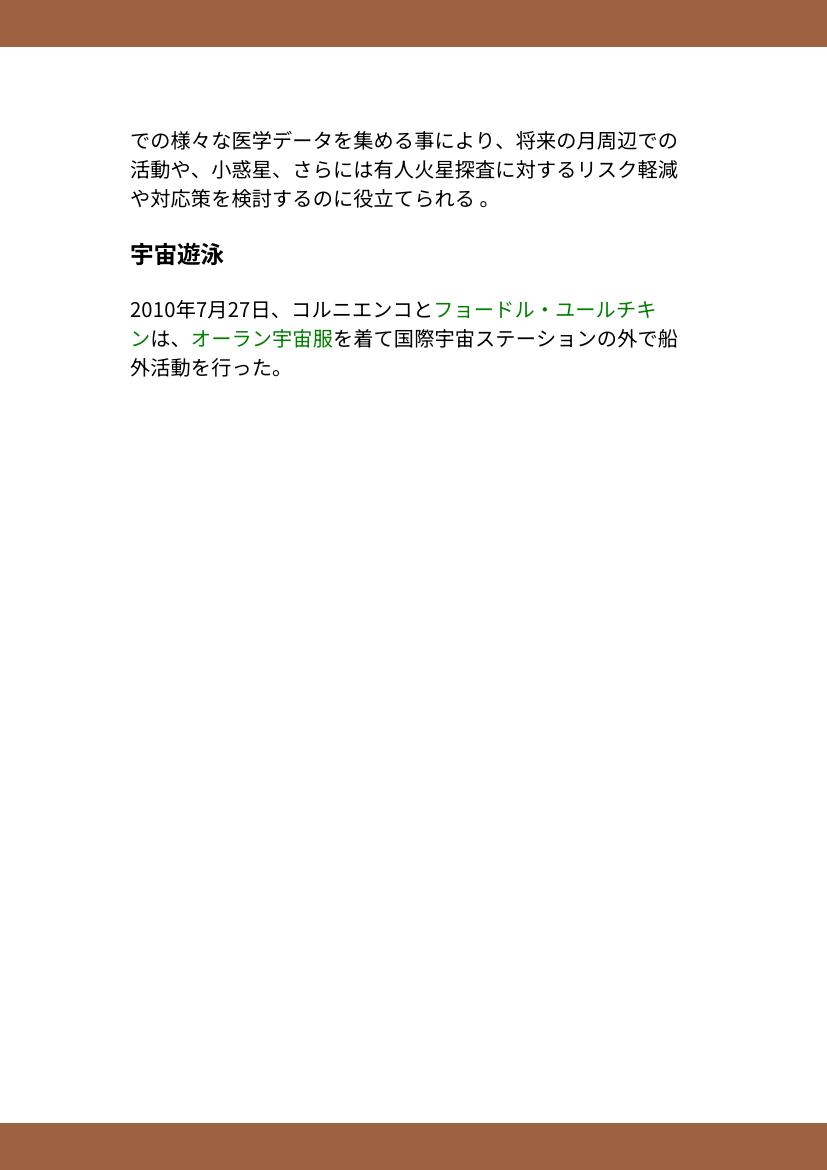 での様々な医学データを集める事により、将来の月周辺での
活動や、小惑星、さらには有人火星探査に対するリスク軽減
や対応策を検討するのに役立てられる 。
宇宙遊泳
2010年7月27日、コルニエンコとフョードル・ユールチキ
ンは、オーラン宇宙服を着て国際宇宙ステーションの外で船
外活動を行った。